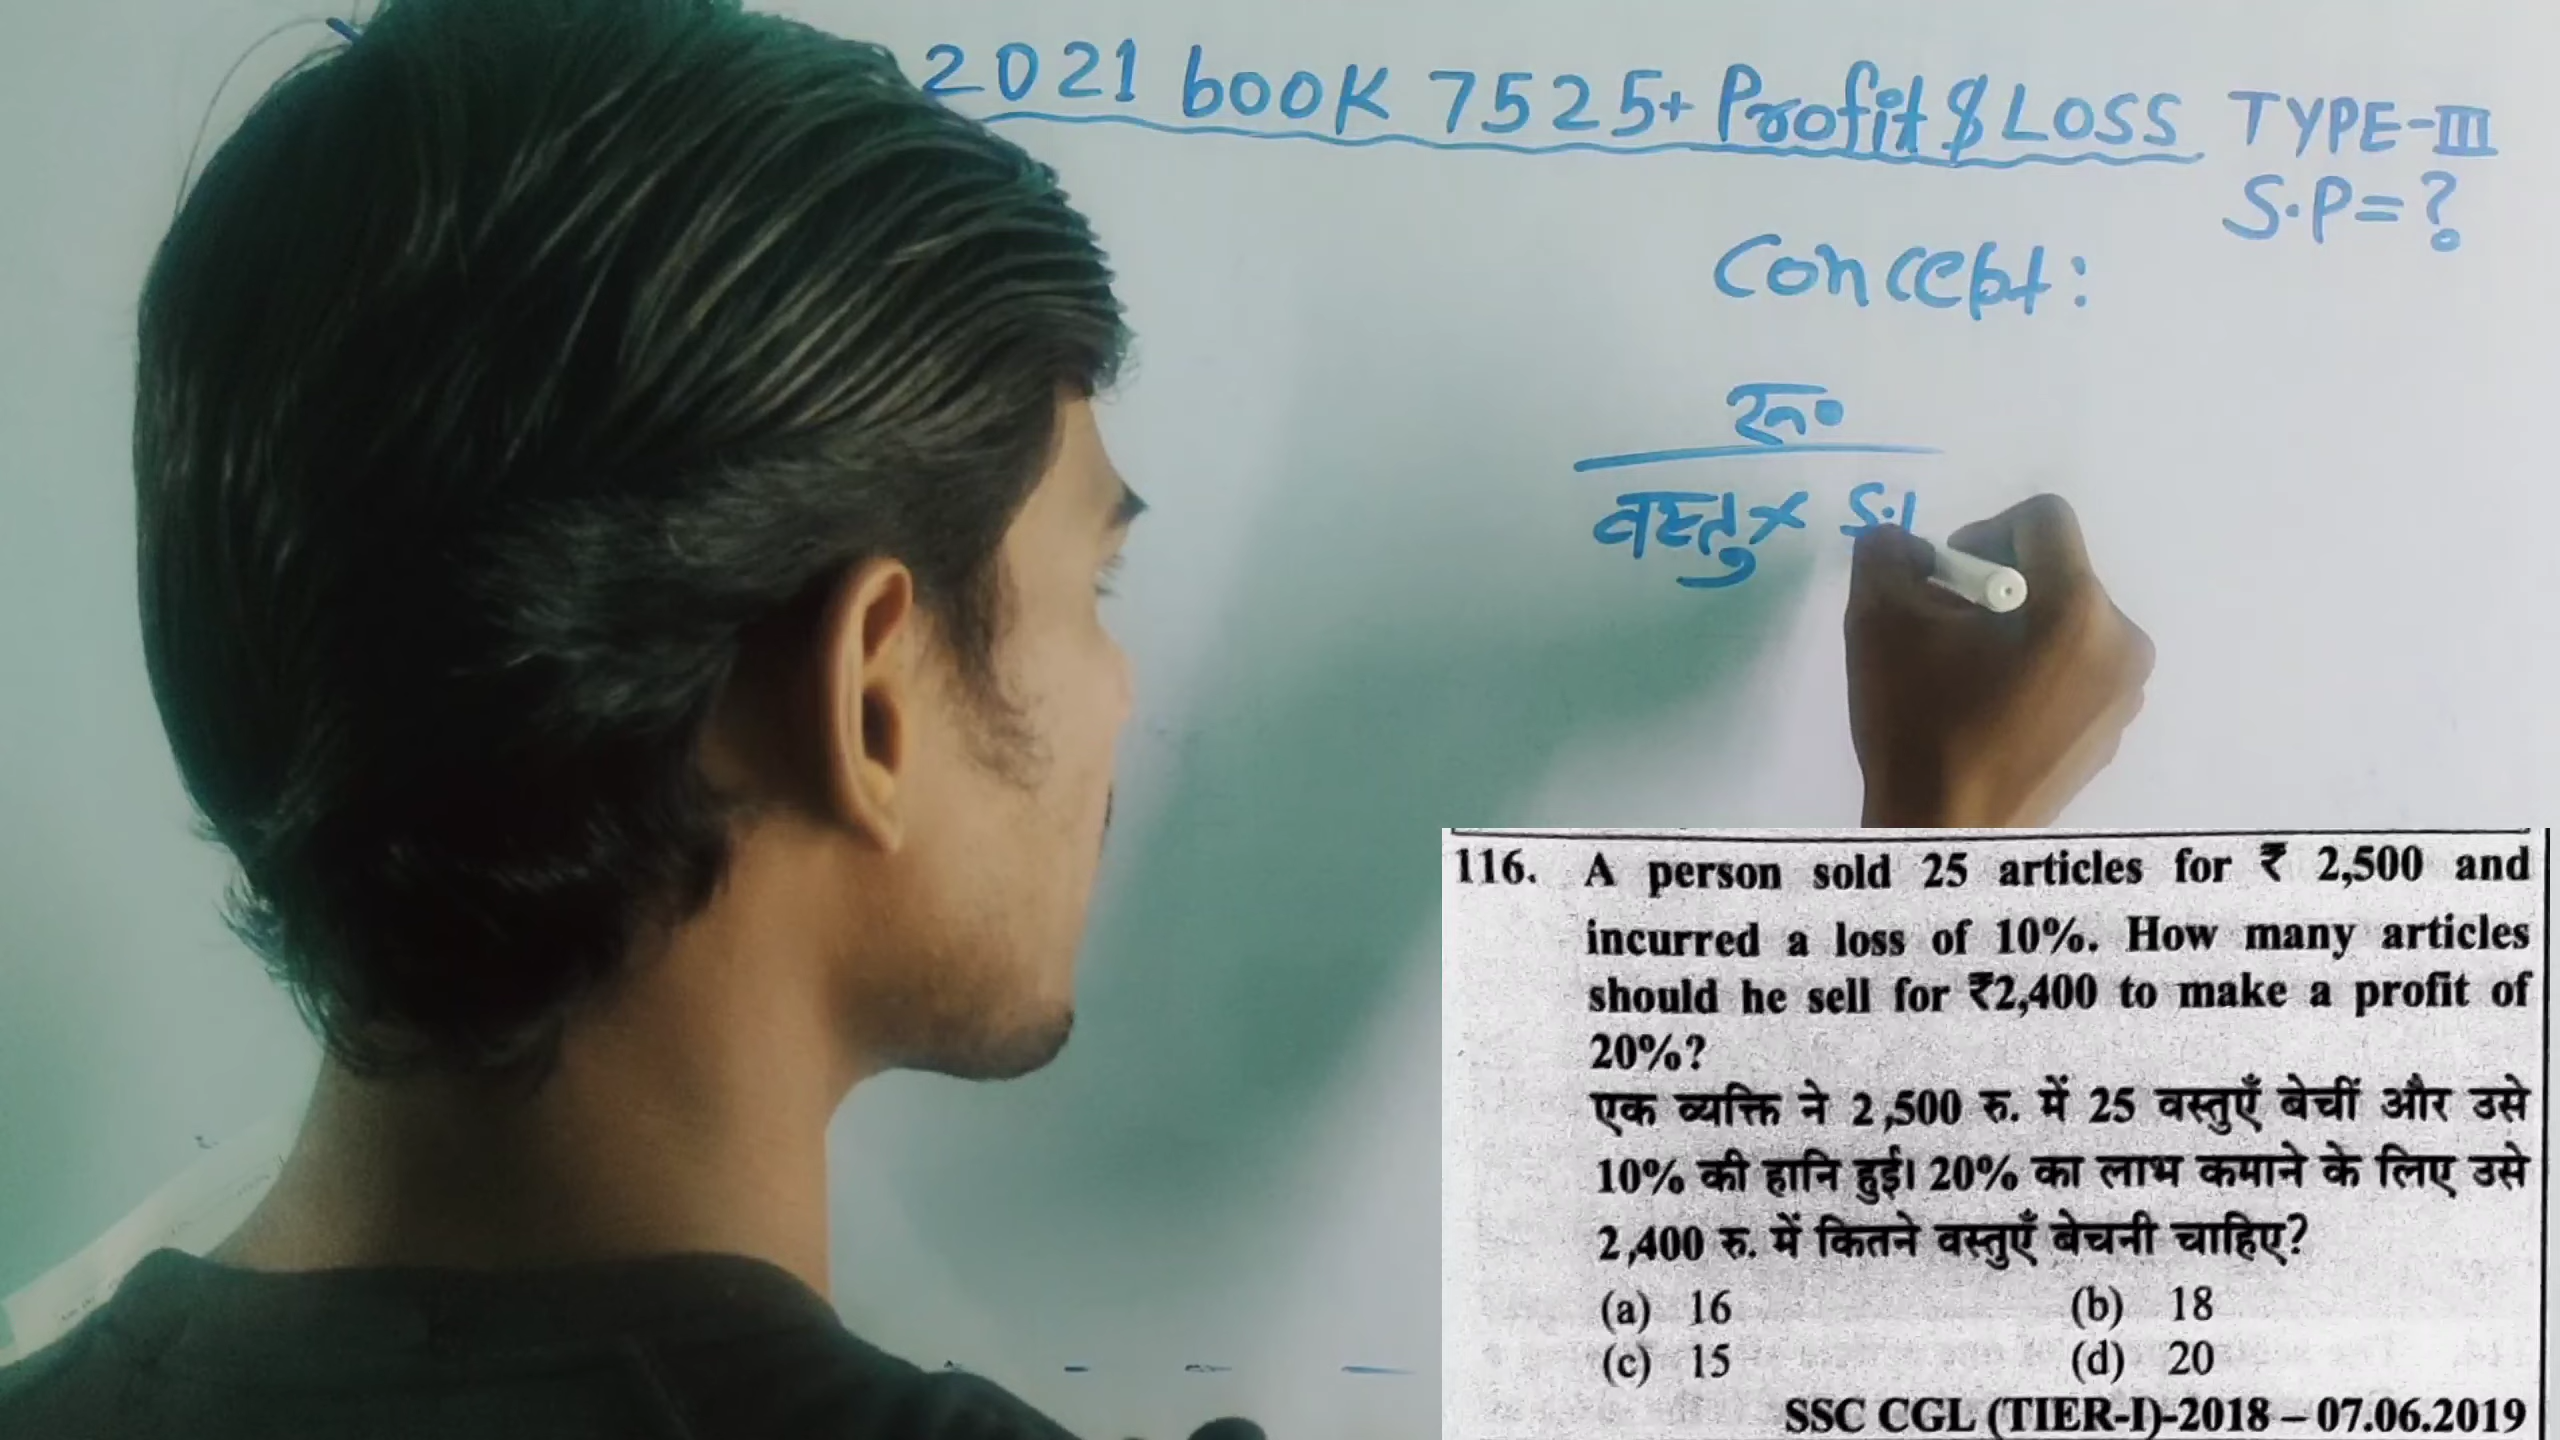 2021 book 7525+ Profit & LOSS TYPE-III
S.P=?
Concept:
रू०
वस्तु × S.
116. A person sold 25 articles for ₹ 2,500 and
incurred a loss of 10%. How many articles
should he sell for ₹2,400 to make a profit of
20%?
एक व्यक्ति ने 2,500 रु. में 25 वस्तुएँ बेचीं और उसे
10% की हानि हुई। 20% का लाभ कमाने के लिए उसे
2,400 रु. में कितने वस्तुएँ बेचनी चाहिए?
(a) 16 (b) 18
(c) 15 (d) 20
SSC CGL (TIER-I)-2018 – 07.06.2019